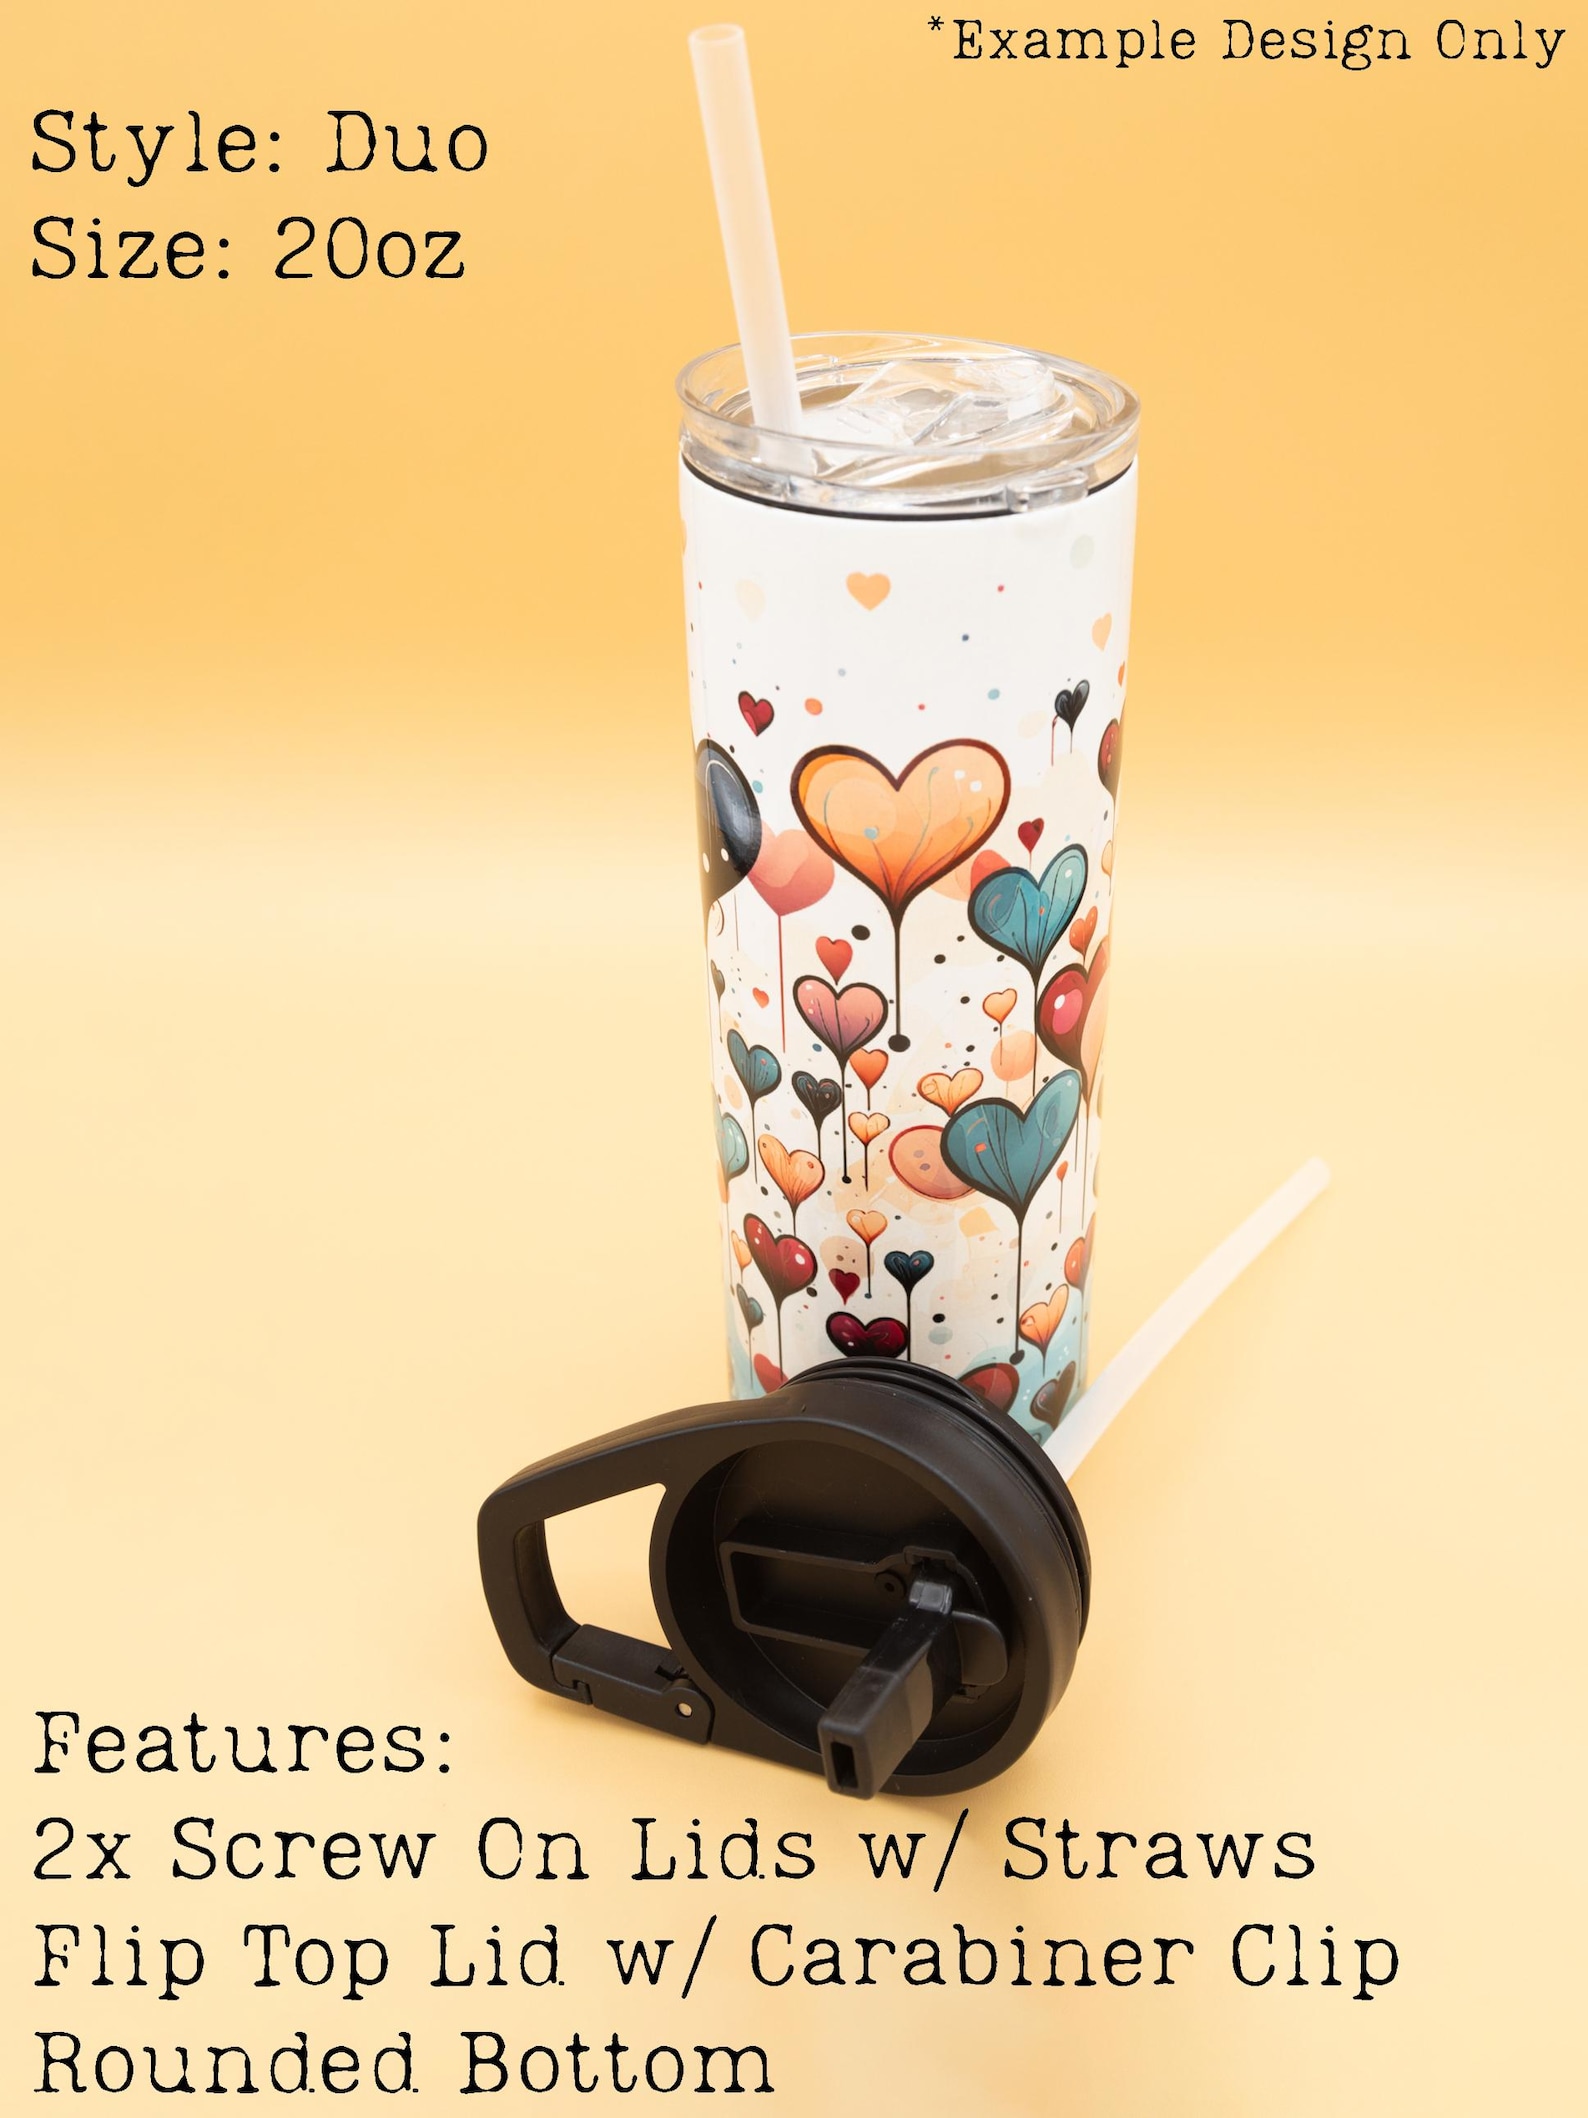 *Example Design Only
Style: Duo
Size: 20oz
Features:
2x Screw On Lids w/ Straws
Flip Top Lid w/ Carabiner Clip
Rounded Bottom